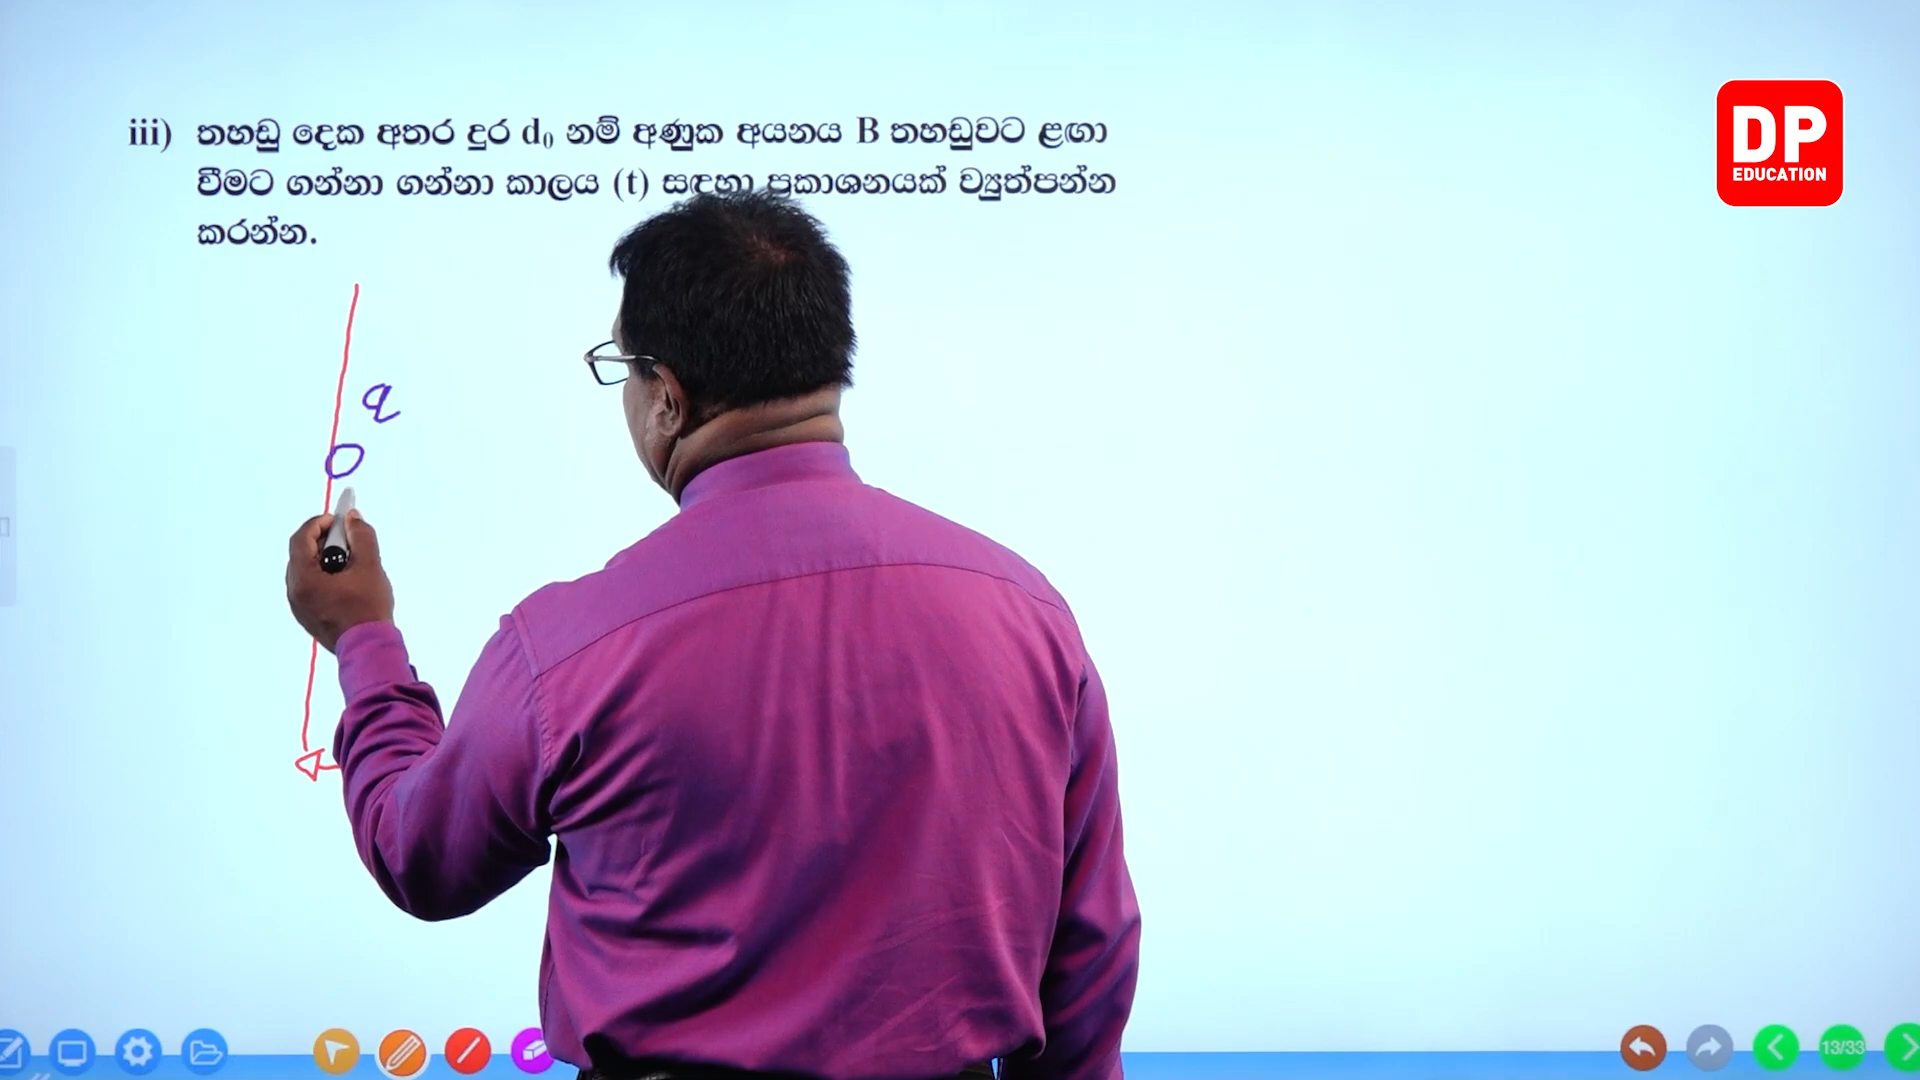 iii) තහඩු දෙක අතර දුර d₀ නම් අණුක අයනය B තහඩුවට ළඟා
වීමට ගන්නා ගන්නා කාලය (t) සඳහා ප්‍රකාශනයක් ව්‍යුත්පන්න
කරන්න.
q
DP
EDUCATION
13/33